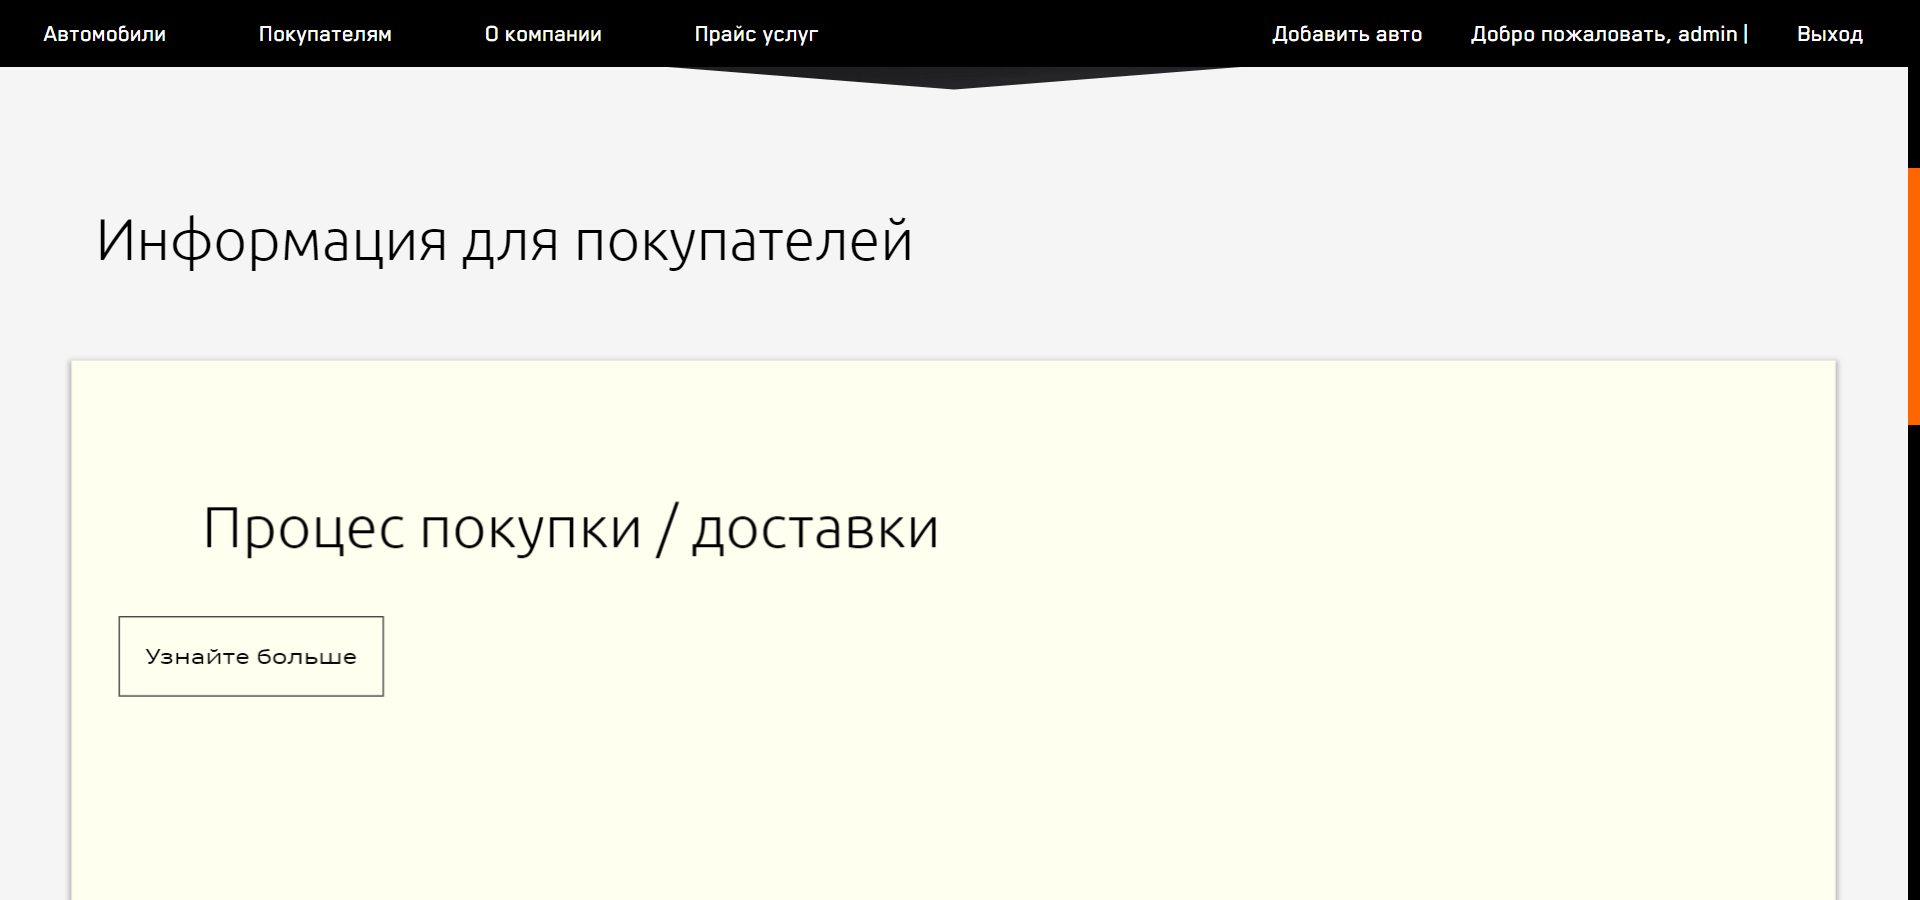 Автомобили Покупателям О компании Прайс услуг Добавить авто Добро пожаловать, admin | Выход
Информация для покупателей
Процес покупки / доставки
Узнайте больше